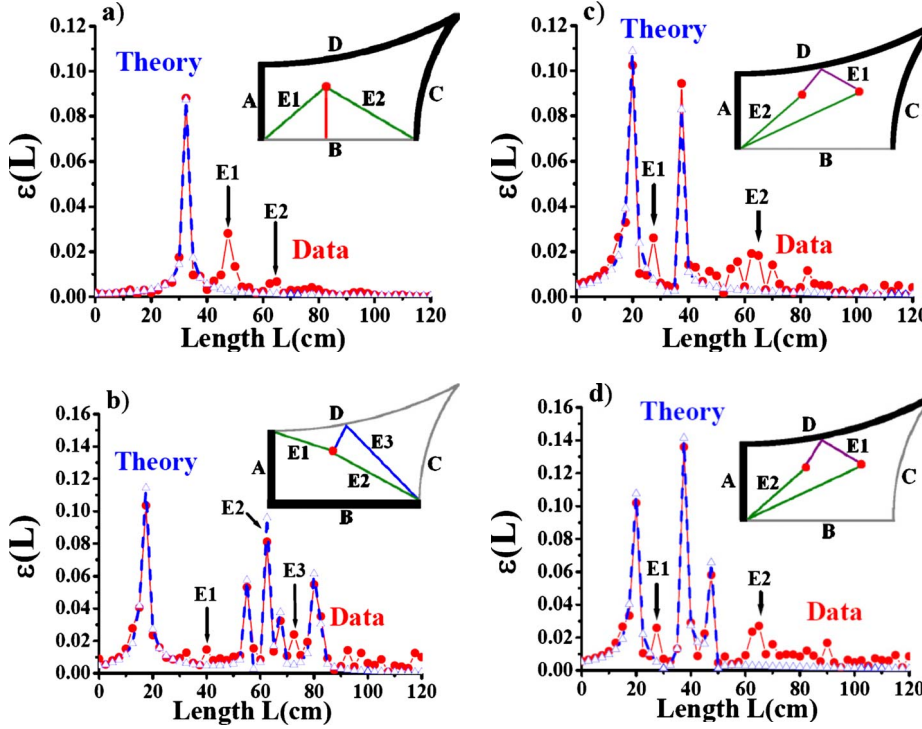 a)
0.12
0.10
0.08
0.06
0.04
0.02
0.00
ε(L)
Theory
Data
E1
E2
A
B
C
D
E1
E2
0 20 40 60 80 100 120
Length L(cm)
c)
0.12
0.10
0.08
0.06
0.04
0.02
0.00
ε(L)
Theory
Data
E1
E2
A
B
C
D
E1
E2
0 20 40 60 80 100 120
Length L(cm)
b)
0.16
0.14
0.12
0.10
0.08
0.06
0.04
0.02
0.00
ε(L)
Theory
Data
E1
E2
E3
A
B
C
D
E1
E2
E3
0 20 40 60 80 100 120
Length L(cm)
d)
0.16
0.14
0.12
0.10
0.08
0.06
0.04
0.02
0.00
ε(L)
Theory
Data
E1
E2
A
B
C
D
E1
E2
0 20 40 60 80 100 120
Length L(cm)